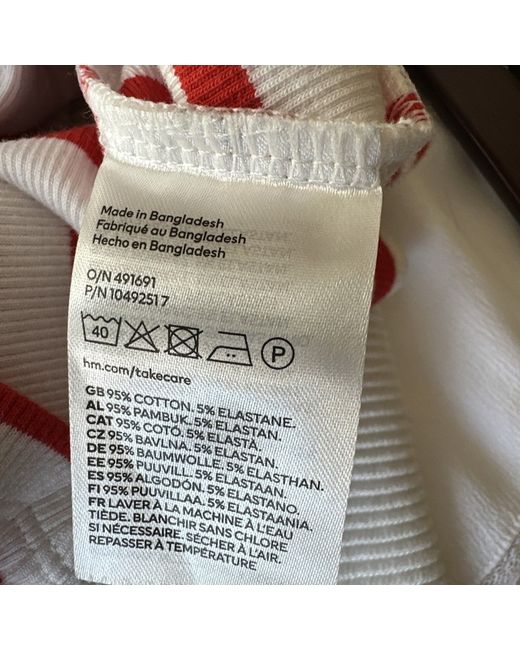 Made in Bangladesh
Fabriqué au Bangladesh
Hecho en Bangladesh
O/N 491691
P/N 10492517
40 P
hm.com/takecare
GB 95% COTTON. 5% ELASTANE.
AL 95% PAMBUK. 5% ELASTAN.
CAT 95% COTÓ. 5% ELASTÀ.
CZ 95% BAVLNA. 5% ELASTAN.
DE 95% BAUMWOLLE. 5% ELASTHAN.
EE 95% PUUVILL. 5% ELASTAAN.
ES 95% ALGODÓN. 5% ELASTANO.
FI 95% PUUVILLAA. 5% ELASTAANIA.
FR LAVER À LA MACHINE À L'EAU
TIÈDE. BLANCHIR SANS CHLORE
SI NÉCESSAIRE. SÉCHER À L'AIR.
REPASSER À TEMPÉRATURE